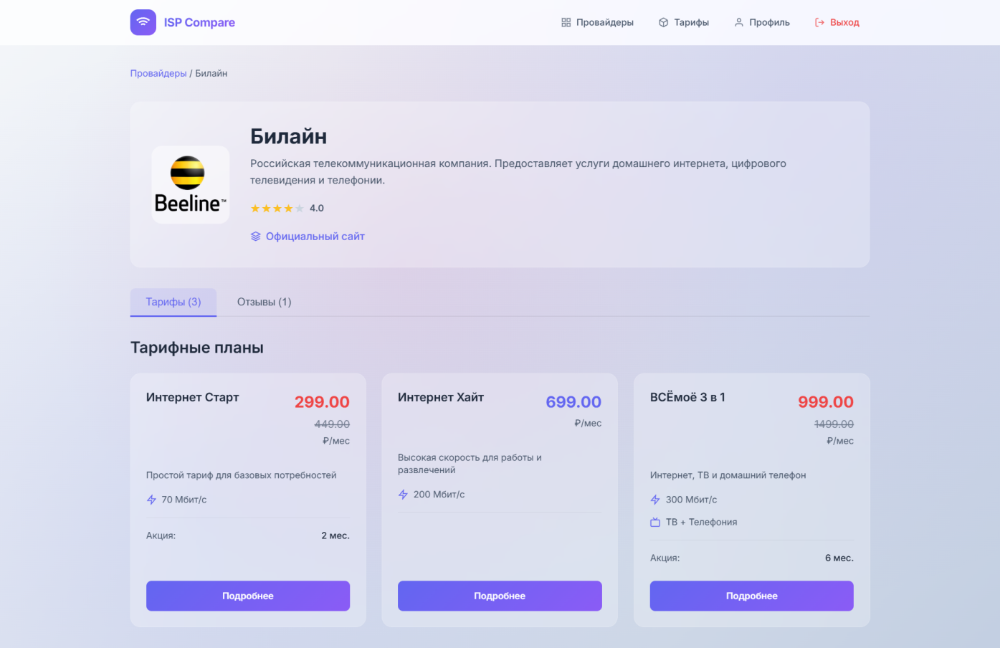 ISP Compare
Провайдеры
Тарифы
Профиль
Выход
Провайдеры / Билайн
Beeline™
Билайн
Российская телекоммуникационная компания. Предоставляет услуги домашнего интернета, цифрового
телевидения и телефонии.
4.0
Официальный сайт
Тарифы (3)
Отзывы (1)
Тарифные планы
Интернет Старт
299.00
449.00
₽/мес
Простой тариф для базовых потребностей
70 Мбит/с
Акция:
2 мес.
Подробнее
Интернет Хайт
699.00
₽/мес
Высокая скорость для работы и
развлечений
200 Мбит/с
Подробнее
ВСЁмоё 3 в 1
999.00
1499.00
₽/мес
Интернет, ТВ и домашний телефон
300 Мбит/с
ТВ + Телефония
Акция:
6 мес.
Подробнее